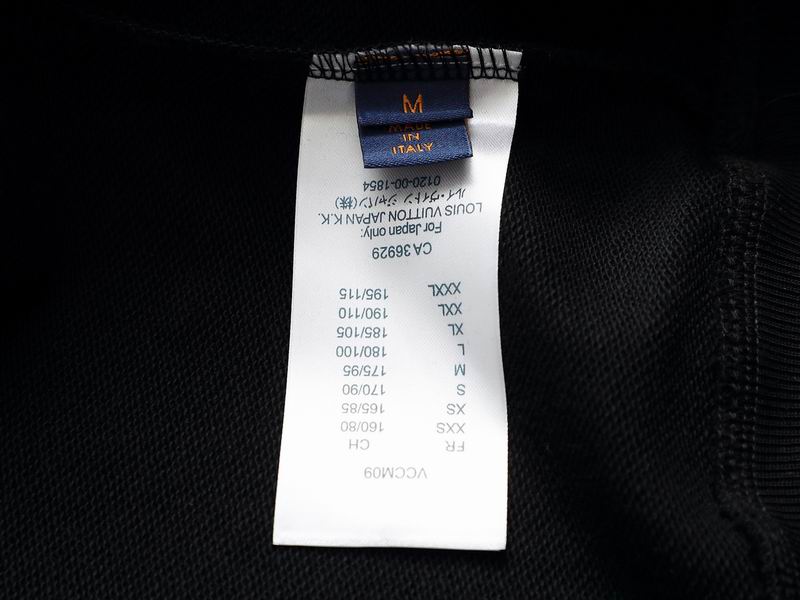 M
MADE
IN
ITALY
VCCM09
FR CH
XXS 160/80
XS 165/85
S 170/90
M 175/95
L 180/100
XL 185/105
XXL 190/110
XXXL 195/115
CA 36929
For Japan only:
LOUIS VUITTON JAPAN K.K.
ルイ・ヴィトン ジャパン(株)
0120-00-1854